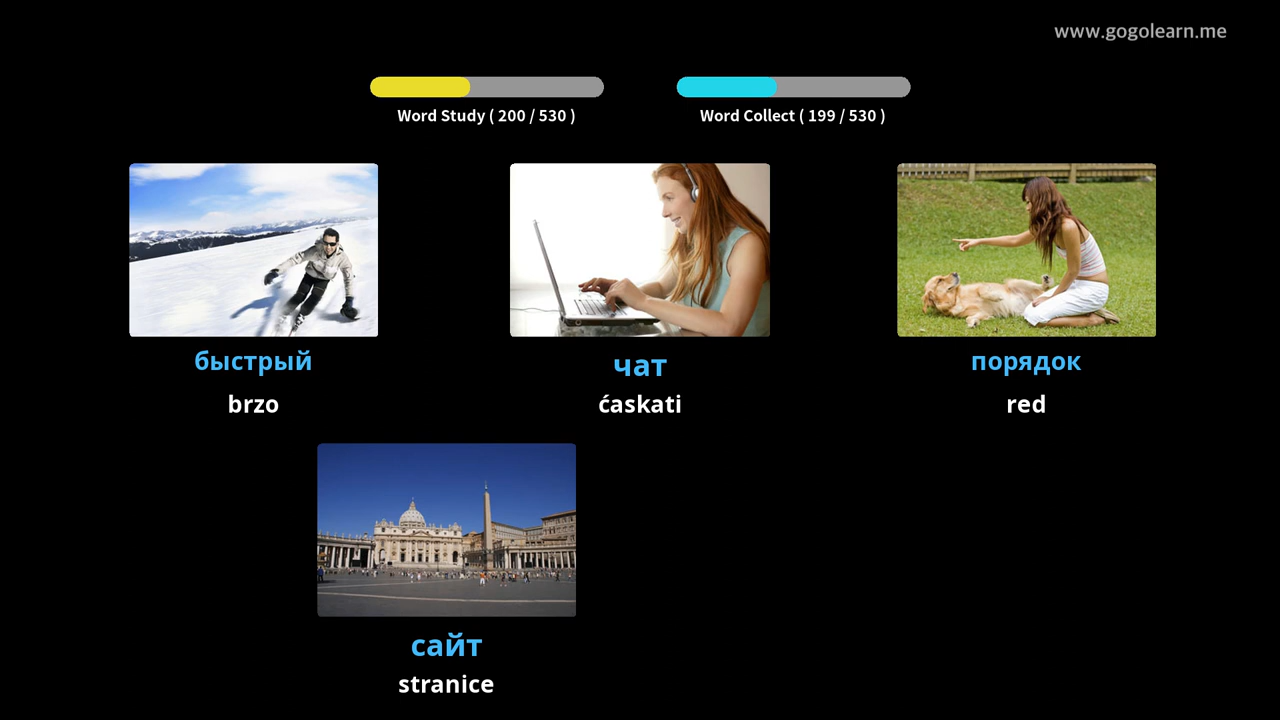 www.gogolearn.me
Word Study ( 200 / 530 )
Word Collect ( 199 / 530 )
быстрый
чат
порядок
brzo
ćaskati
red
сайт
stranice